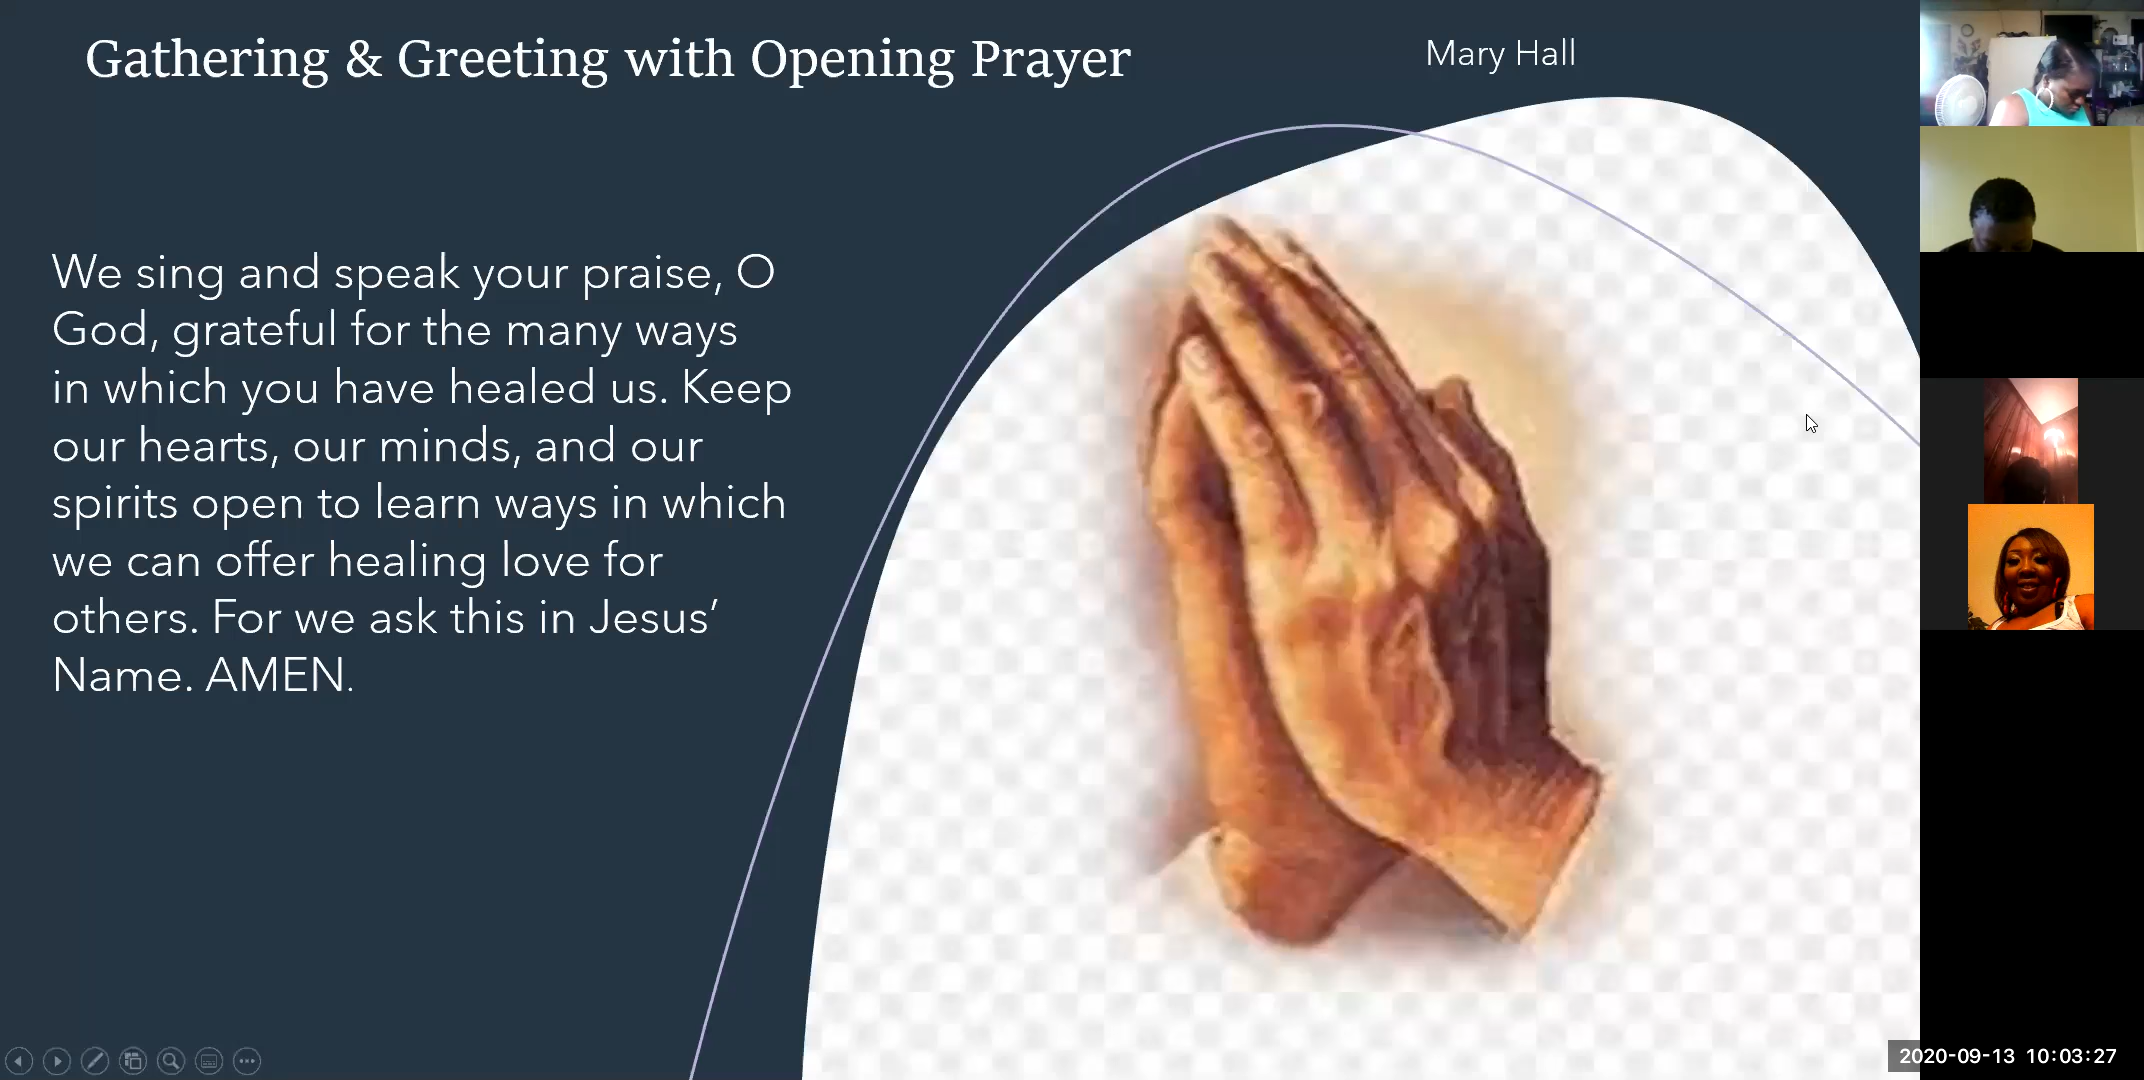 Gathering & Greeting with Opening Prayer
Mary Hall
We sing and speak your praise, O
God, grateful for the many ways
in which you have healed us. Keep
our hearts, our minds, and our
spirits open to learn ways in which
we can offer healing love for
others. For we ask this in Jesus’
Name. AMEN.
2020-09-13 10:03:27